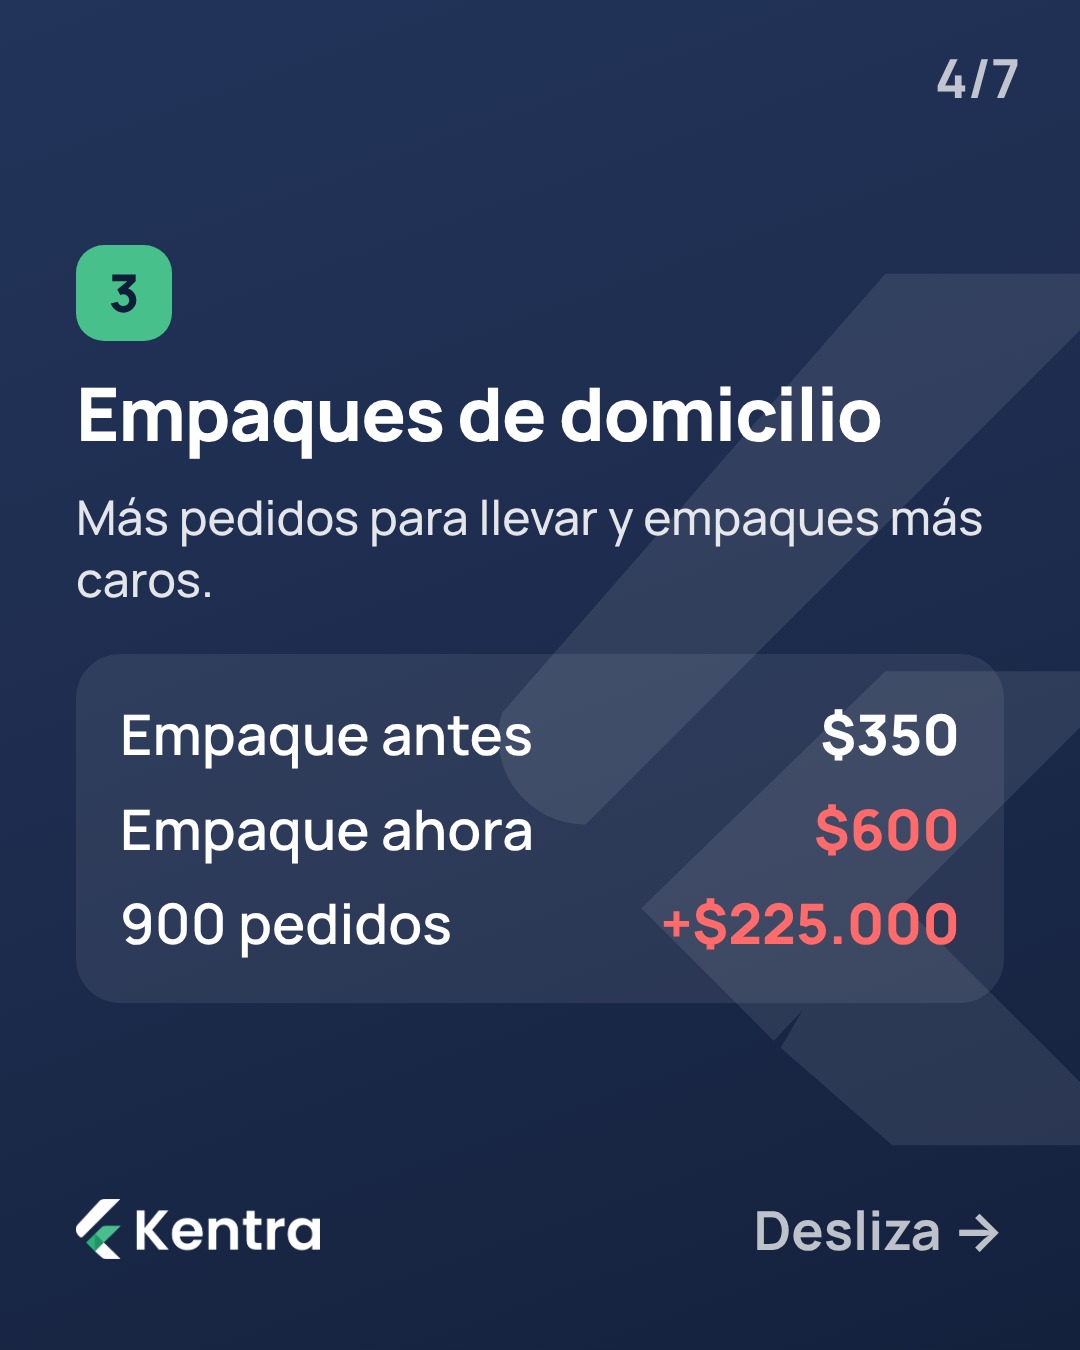 4/7
3
Empaques de domicilio
Más pedidos para llevar y empaques más
caros.
Empaque antes $350
Empaque ahora $600
900 pedidos +$225.000
Kentra
Desliza →